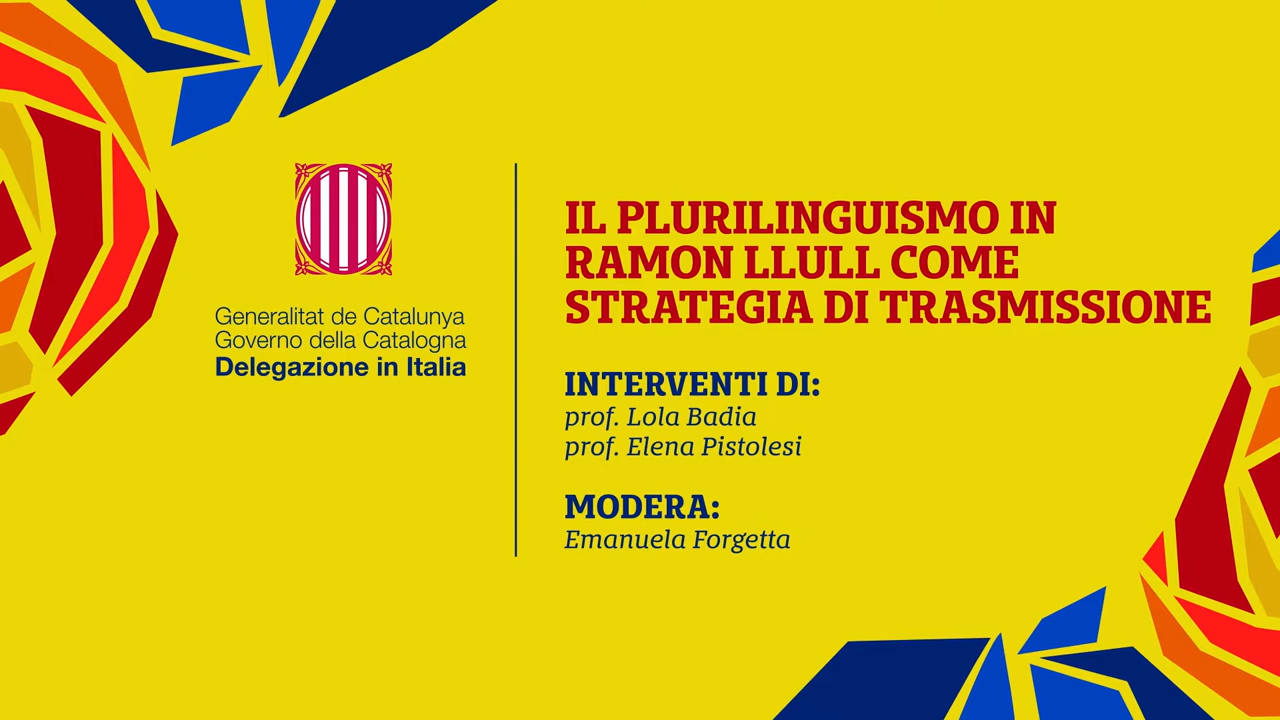 Generalitat de Catalunya
Governo della Catalogna
Delegazione in Italia
IL PLURILINGUISMO IN
RAMON LLULL COME
STRATEGIA DI TRASMISSIONE
INTERVENTI DI:
prof. Lola Badia
prof. Elena Pistolesi
MODERA:
Emanuela Forgetta